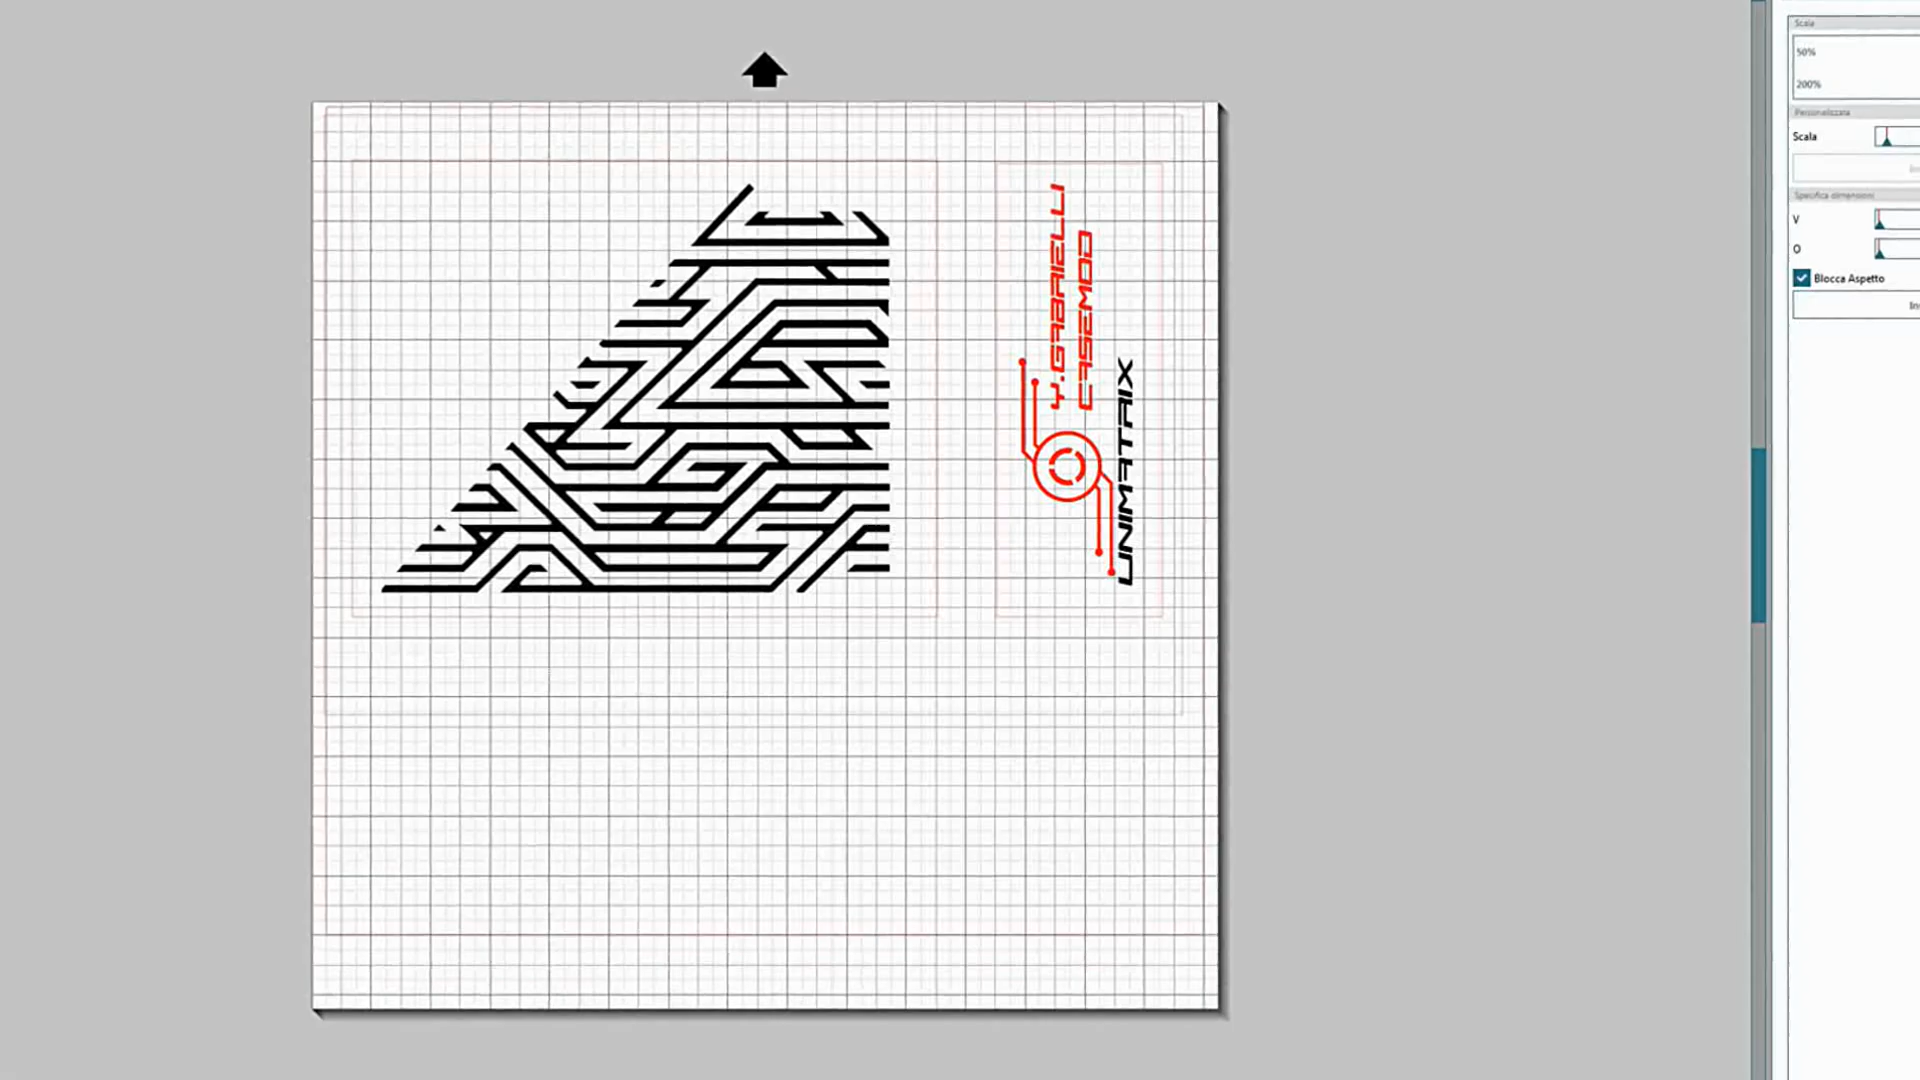 Y.GABRIELLI
CASEMOD
UNIMATRIX
Scala
50%
200%
Personalizzata
Scala
Specifica dimensioni
V
O
Blocca Aspetto